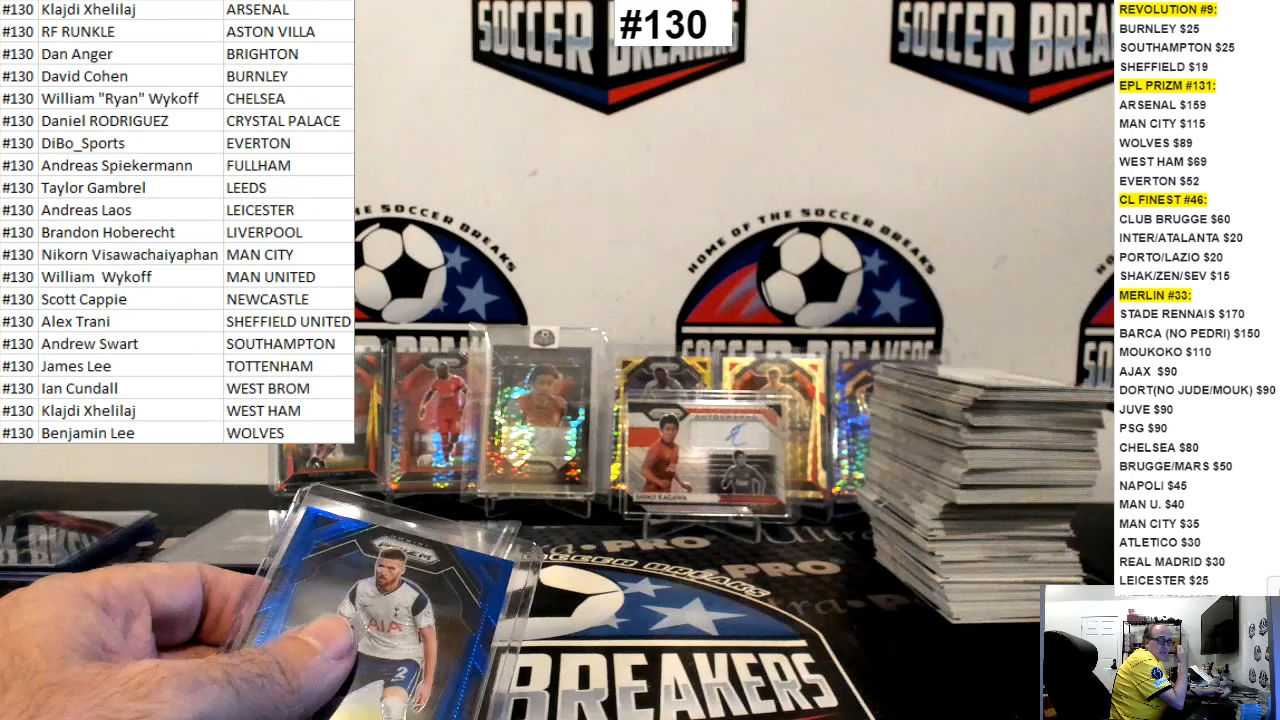 #130 Klajdi Xhelilaj ARSENAL
#130 RF RUNKLE ASTON VILLA
#130 Dan Anger BRIGHTON
#130 David Cohen BURNLEY
#130 William "Ryan" Wykoff CHELSEA
#130 Daniel RODRIGUEZ CRYSTAL PALACE
#130 DiBo_Sports EVERTON
#130 Andreas Spiekermann FULLHAM
#130 Taylor Gambrel LEEDS
#130 Andreas Laos LEICESTER
#130 Brandon Hoberecht LIVERPOOL
#130 Nikorn Visawachaiyaphan MAN CITY
#130 William Wykoff MAN UNITED
#130 Scott Cappie NEWCASTLE
#130 Alex Trani SHEFFIELD UNITED
#130 Andrew Swart SOUTHAMPTON
#130 James Lee TOTTENHAM
#130 Ian Cundall WEST BROM
#130 Klajdi Xhelilaj WEST HAM
#130 Benjamin Lee WOLVES
#130
SOCCER BREAKERS
SOCCER
HOME OF THE SOCCER BREAKS
SOCCER BREAKS
AUTOGRAPHS
SHINJI KAGAWA
PRIZM
AIA
2
PRO
Ultra PRO
SOCCER BREAKS
BREAKERS
REVOLUTION #9:
BURNLEY $25
SOUTHAMPTON $25
SHEFFIELD $19
EPL PRIZM #131:
ARSENAL $159
MAN CITY $115
WOLVES $89
WEST HAM $69
EVERTON $52
CL FINEST #46:
CLUB BRUGGE $60
INTER/ATALANTA $20
PORTO/LAZIO $20
SHAK/ZEN/SEV $15
MERLIN #33:
STADE RENNAIS $170
BARCA (NO PEDRI) $150
MOUKOKO $110
AJAX $90
DORT(NO JUDE/MOUK) $90
JUVE $90
PSG $90
CHELSEA $80
BRUGGE/MARS $50
NAPOLI $45
MAN U. $40
MAN CITY $35
ATLETICO $30
REAL MADRID $30
LEICESTER $25